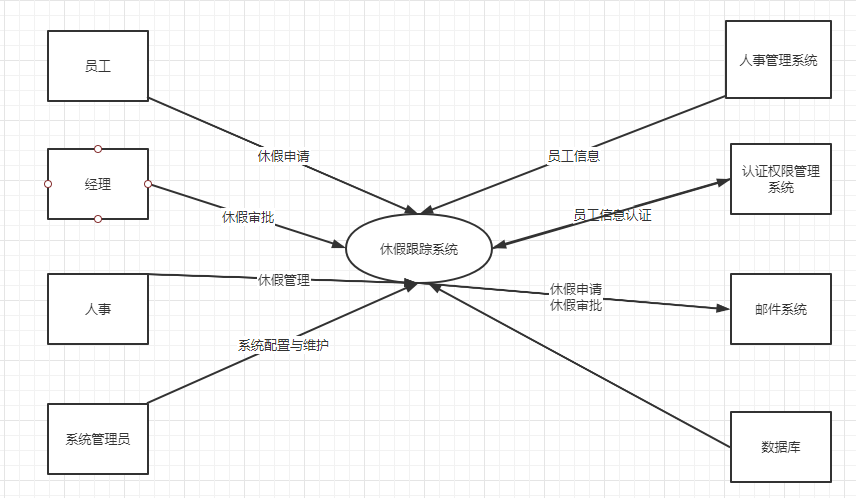 员工
人事管理系统
休假申请
员工信息
经理
认证权限管理
系统
休假审批
员工信息认证
休假跟踪系统
人事
休假管理
休假申请
休假审批
邮件系统
系统配置与维护
系统管理员
数据库